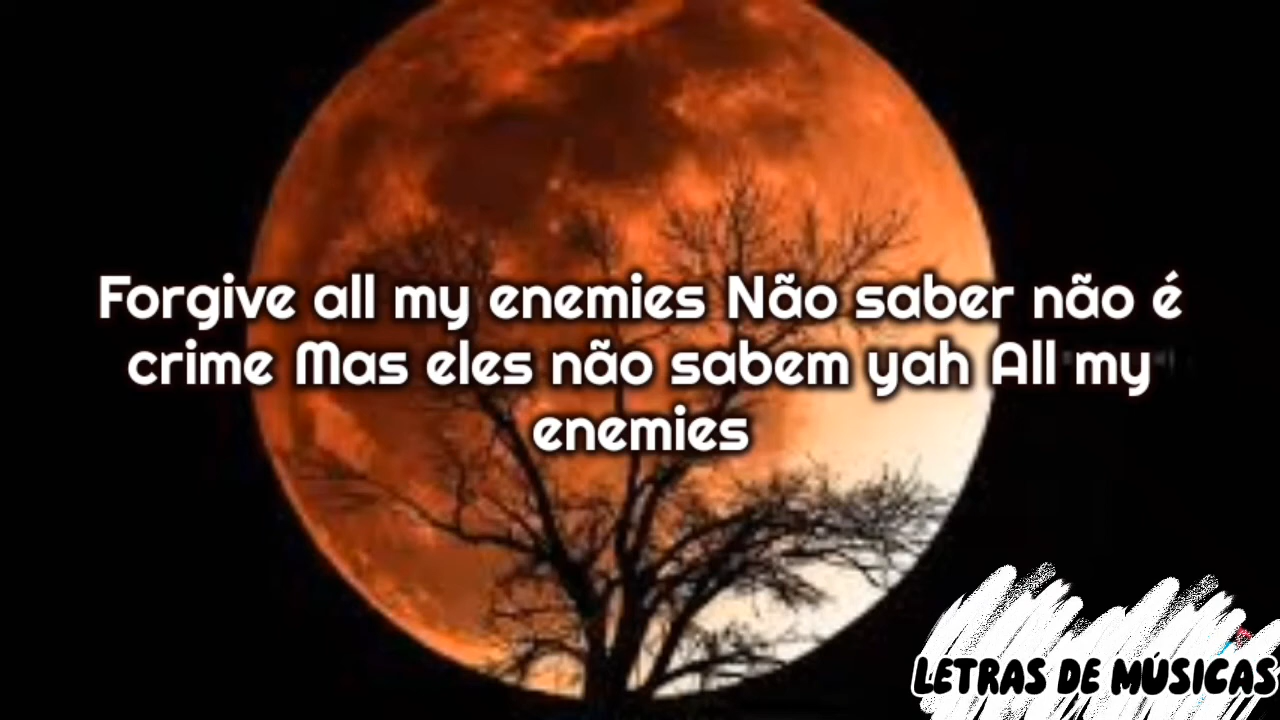 Forgive all my enemies Não saber não é
crime Mas eles não sabem yah All my
enemies
LETRAS DE MÚSICAS